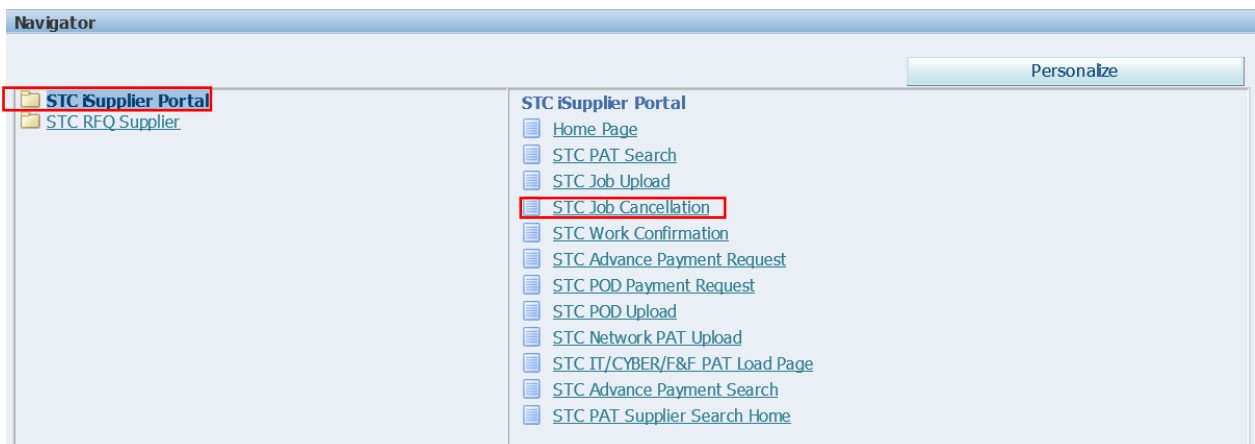 Navigator
Personalize
STC iSupplier Portal
STC RFQ Supplier
STC iSupplier Portal
Home Page
STC PAT Search
STC Job Upload
STC Job Cancellation
STC Work Confirmation
STC Advance Payment Request
STC POD Payment Request
STC POD Upload
STC Network PAT Upload
STC IT/CYBER/F&F PAT Load Page
STC Advance Payment Search
STC PAT Supplier Search Home